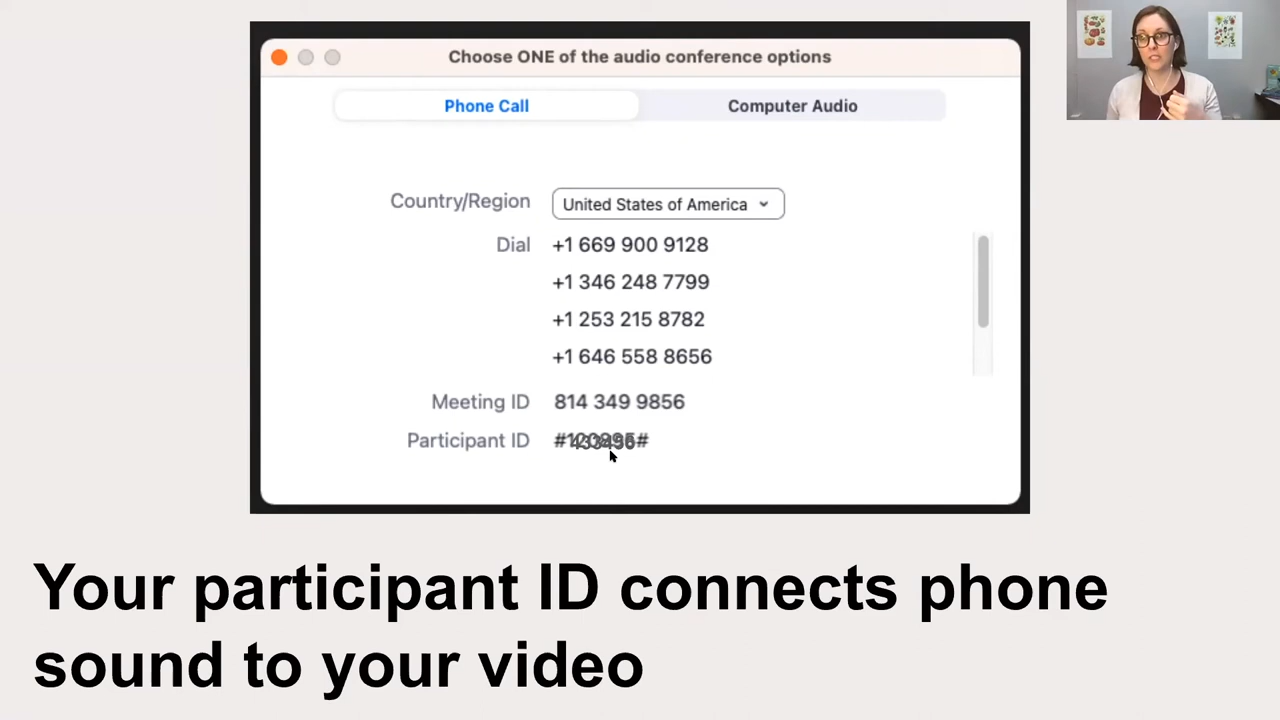 Choose ONE of the audio conference options
Phone Call
Computer Audio
Country/Region
United States of America
Dial
+1 669 900 9128
+1 346 248 7799
+1 253 215 8782
+1 646 558 8656
Meeting ID
814 349 9856
Participant ID
Your participant ID connects phone
sound to your video